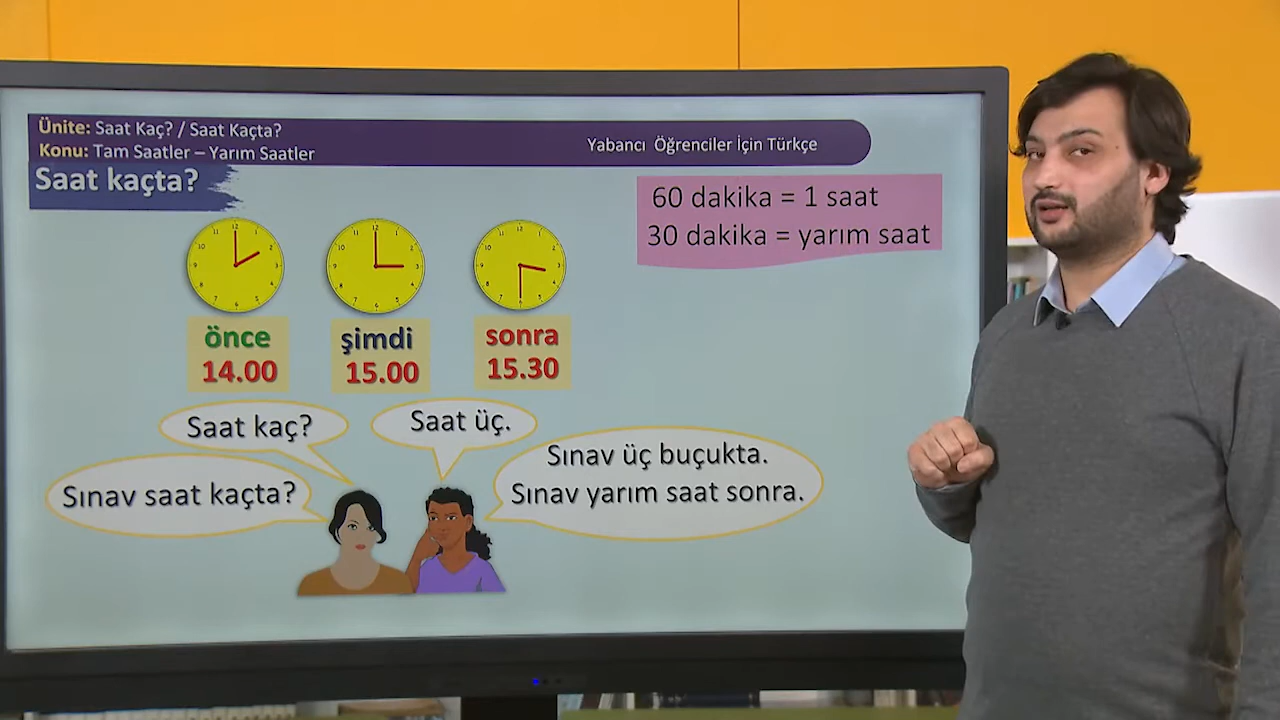 Ünite: Saat Kaç? / Saat Kaçta?
Konu: Tam Saatler – Yarım Saatler
Yabancı Öğrenciler İçin Türkçe
Saat kaçta?
60 dakika = 1 saat
30 dakika = yarım saat
önce
14.00
şimdi
15.00
sonra
15.30
Saat kaç?
Saat üç.
Sınav saat kaçta?
Sınav üç buçukta.
Sınav yarım saat sonra.